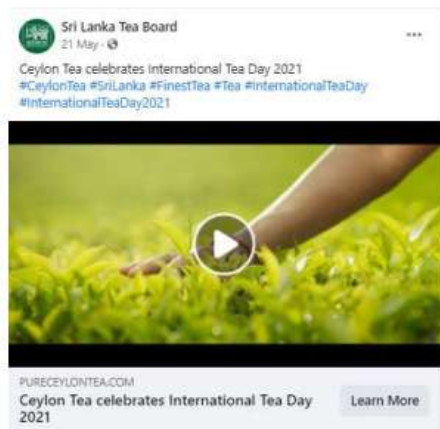 Sri Lanka Tea Board
21 May ·
Ceylon Tea celebrates International Tea Day 2021
#CeylonTea #SriLanka #FinestTea #Tea #InternationalTeaDay
#InternationalTeaDay2021
PURECEYLONTEA.COM
Ceylon Tea celebrates International Tea Day
2021
Learn More